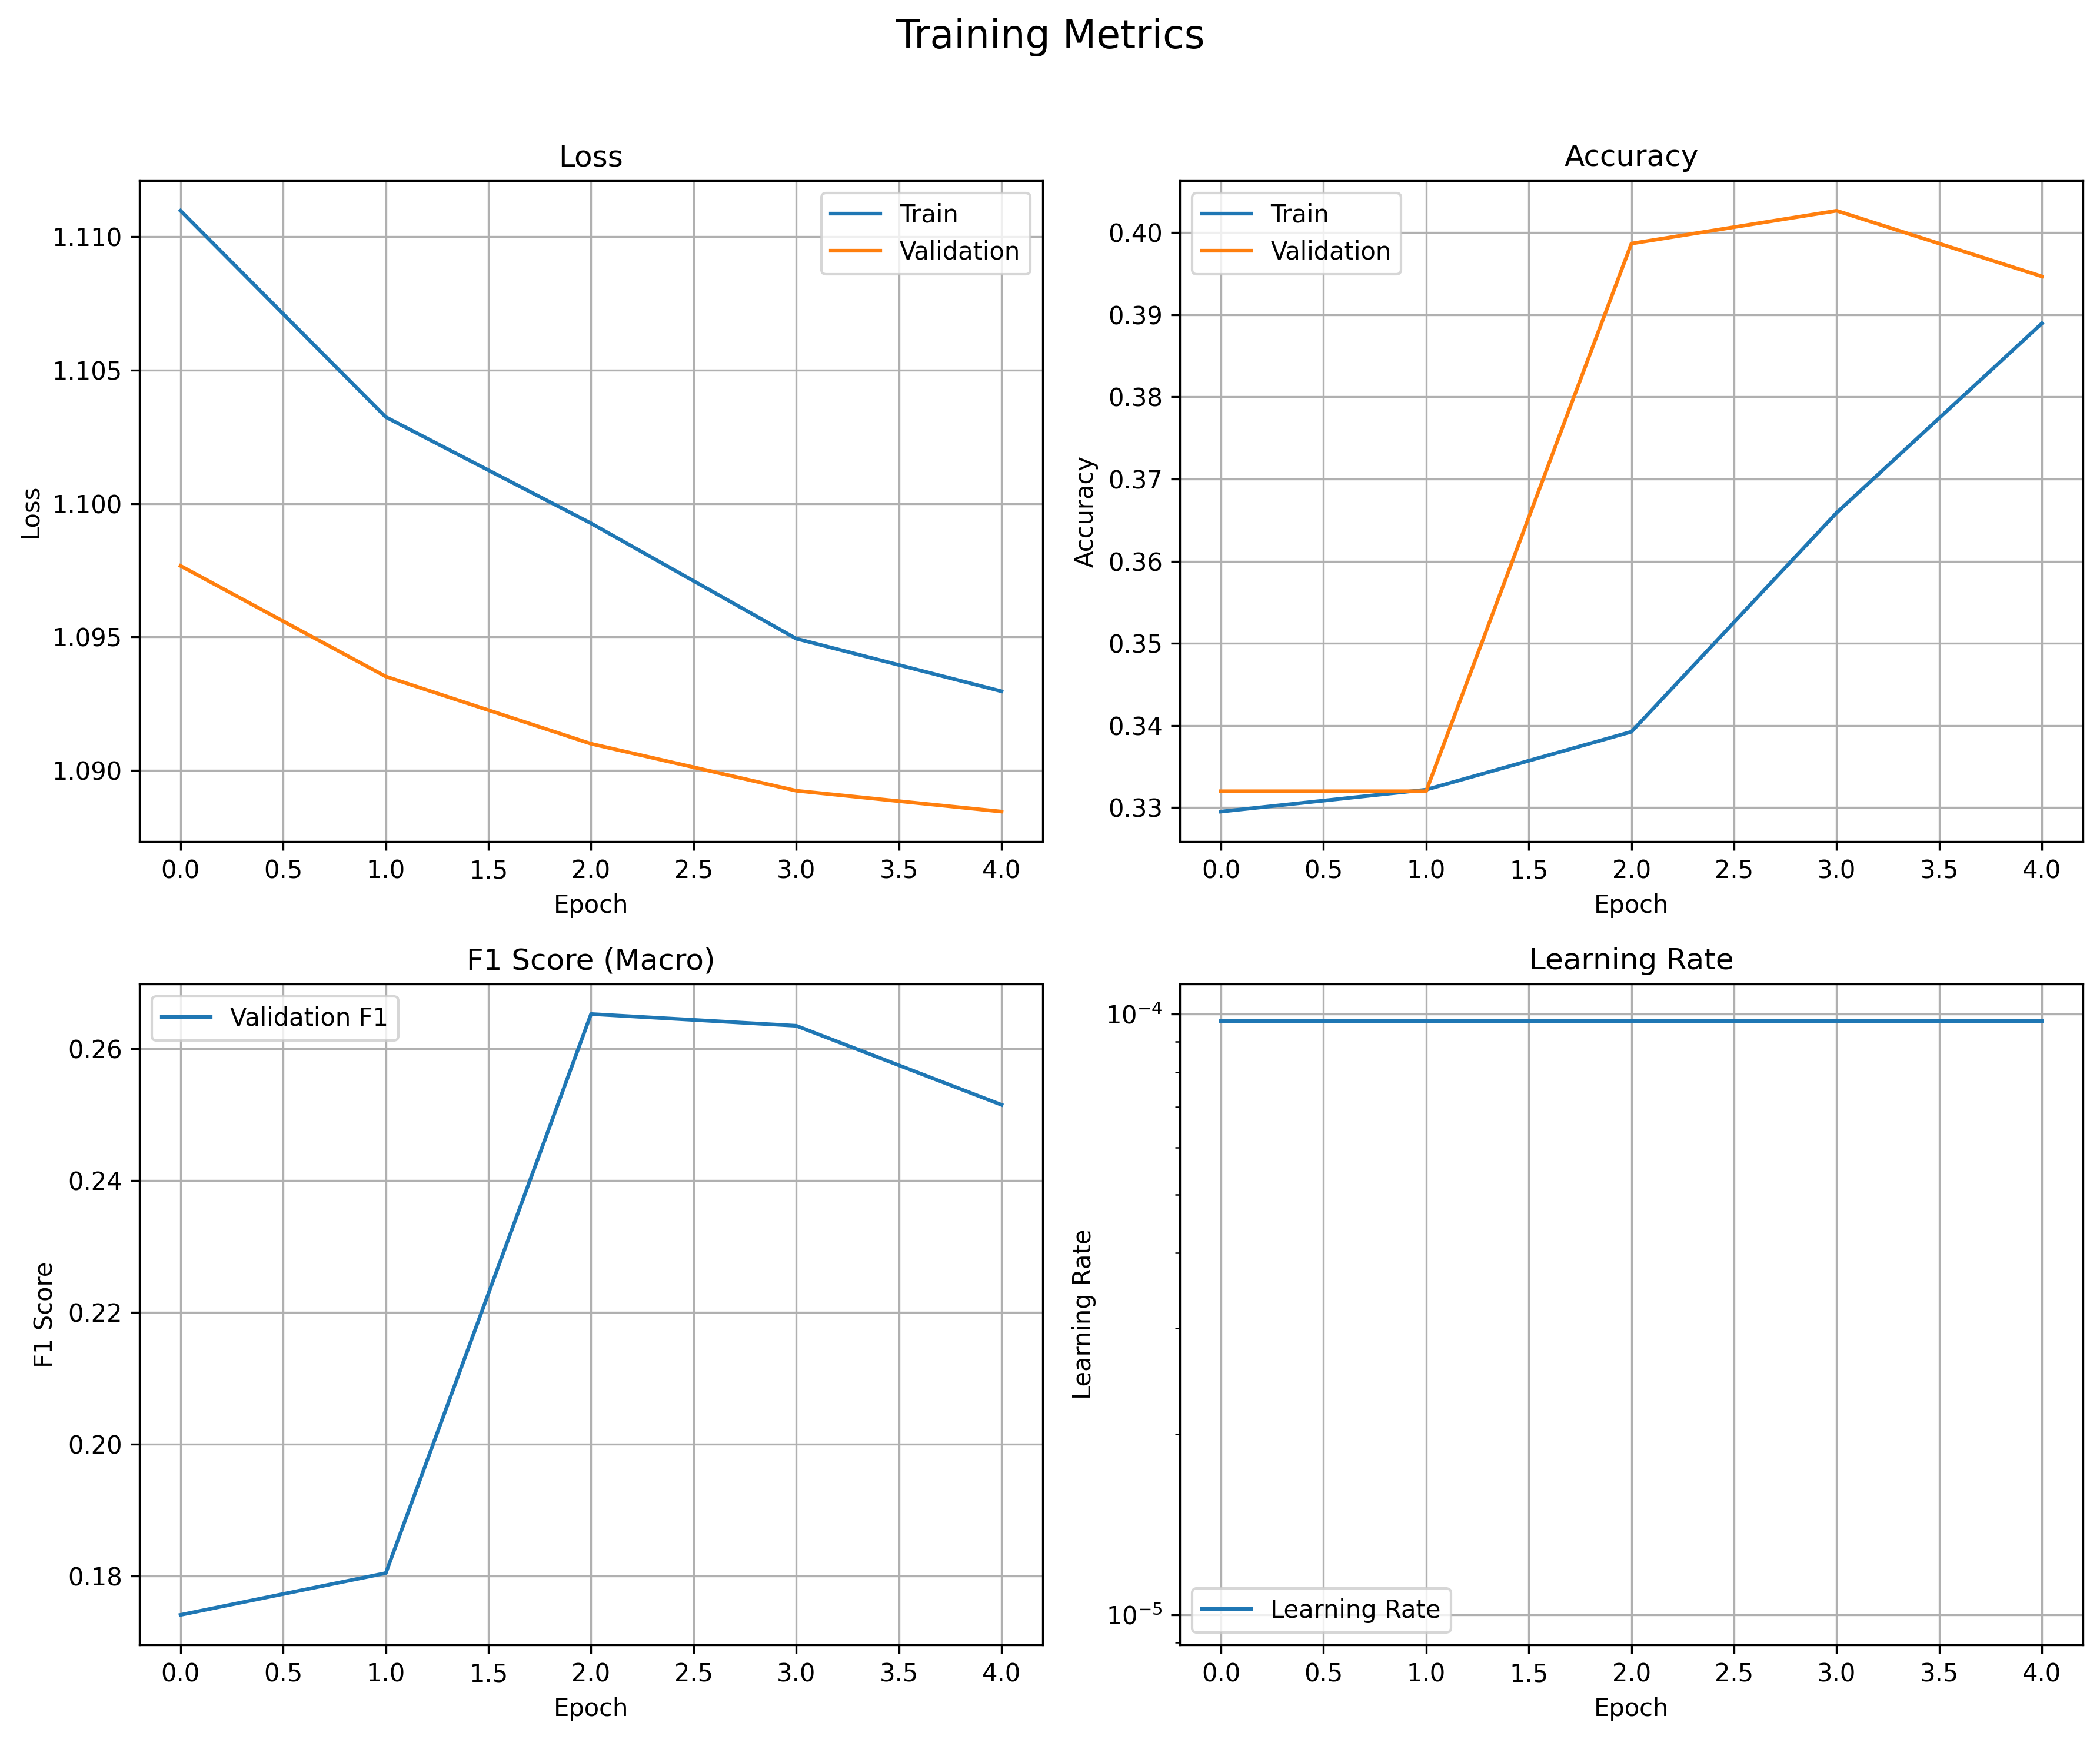 Training Metrics
Loss
1.110
1.105
1.100
1.095
1.090
Loss
Train
Validation
0.0 0.5 1.0 1.5 2.0 2.5 3.0 3.5 4.0
Epoch
Accuracy
0.40
0.39
0.38
0.37
0.36
0.35
0.34
0.33
Accuracy
Train
Validation
0.0 0.5 1.0 1.5 2.0 2.5 3.0 3.5 4.0
Epoch
F1 Score (Macro)
0.26
0.24
0.22
0.20
0.18
F1 Score
Validation F1
0.0 0.5 1.0 1.5 2.0 2.5 3.0 3.5 4.0
Epoch
Learning Rate
10⁻⁴
10⁻⁵
Learning Rate
Learning Rate
0.0 0.5 1.0 1.5 2.0 2.5 3.0 3.5 4.0
Epoch